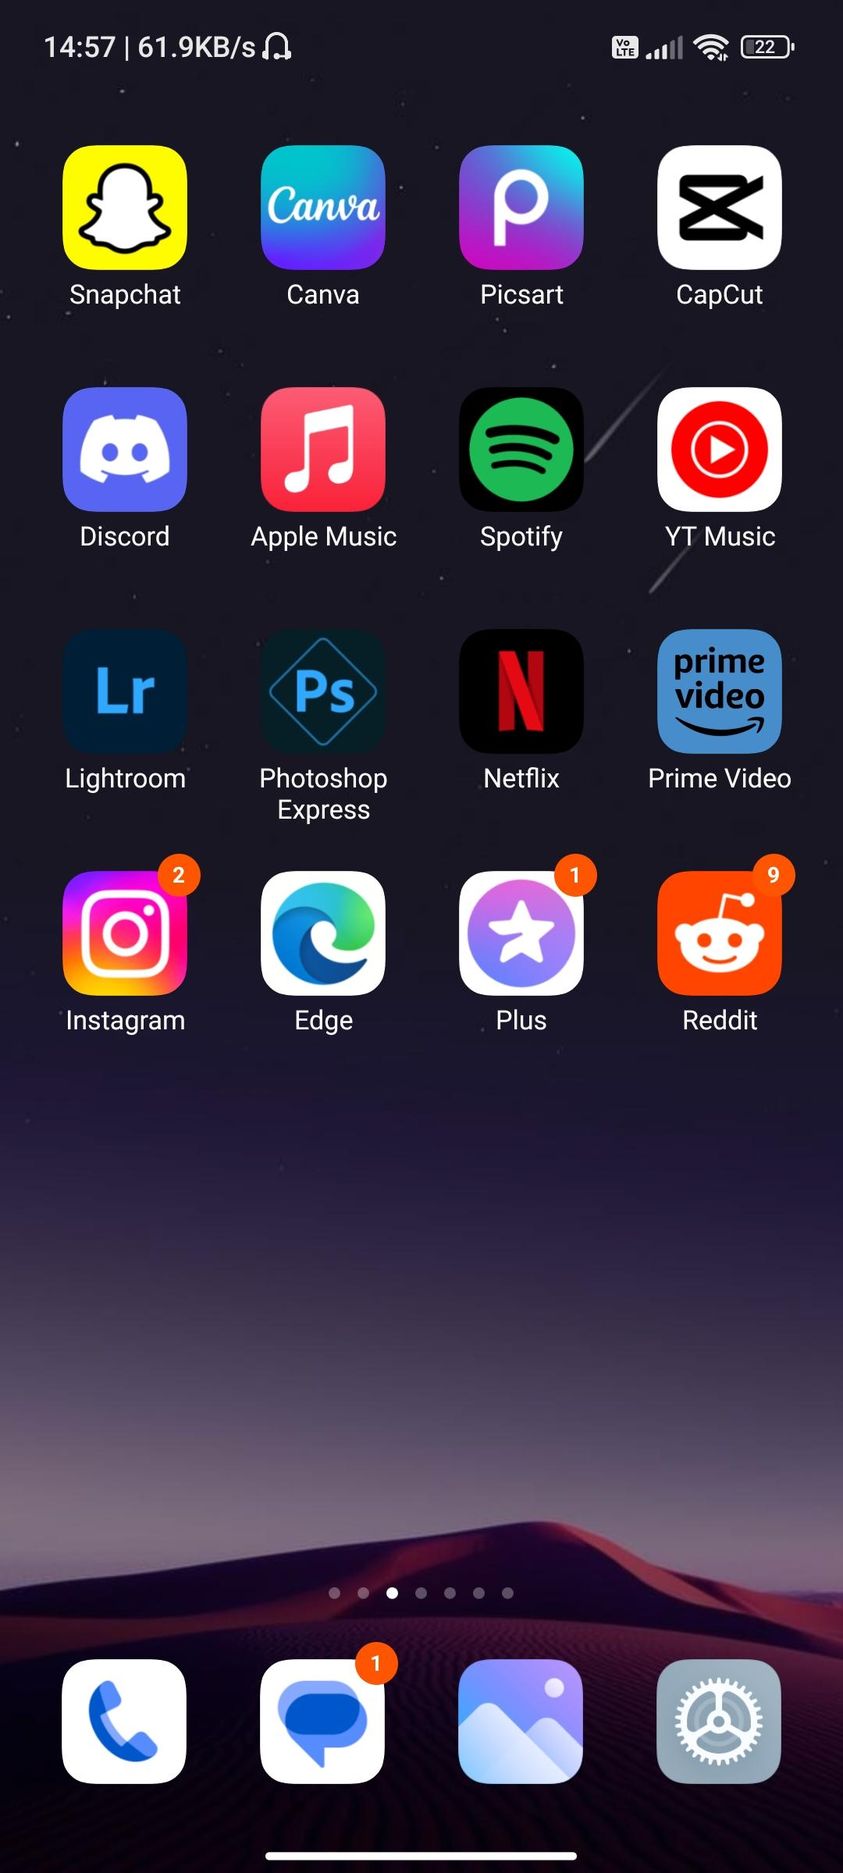 14:57 | 61.9KB/s Vo LTE 22
Canva
Snapchat Canva Picsart CapCut
Discord Apple Music Spotify YT Music
Lr Ps N prime video
Lightroom Photoshop Express Netflix Prime Video
2 1 9
Instagram Edge Plus Reddit
1